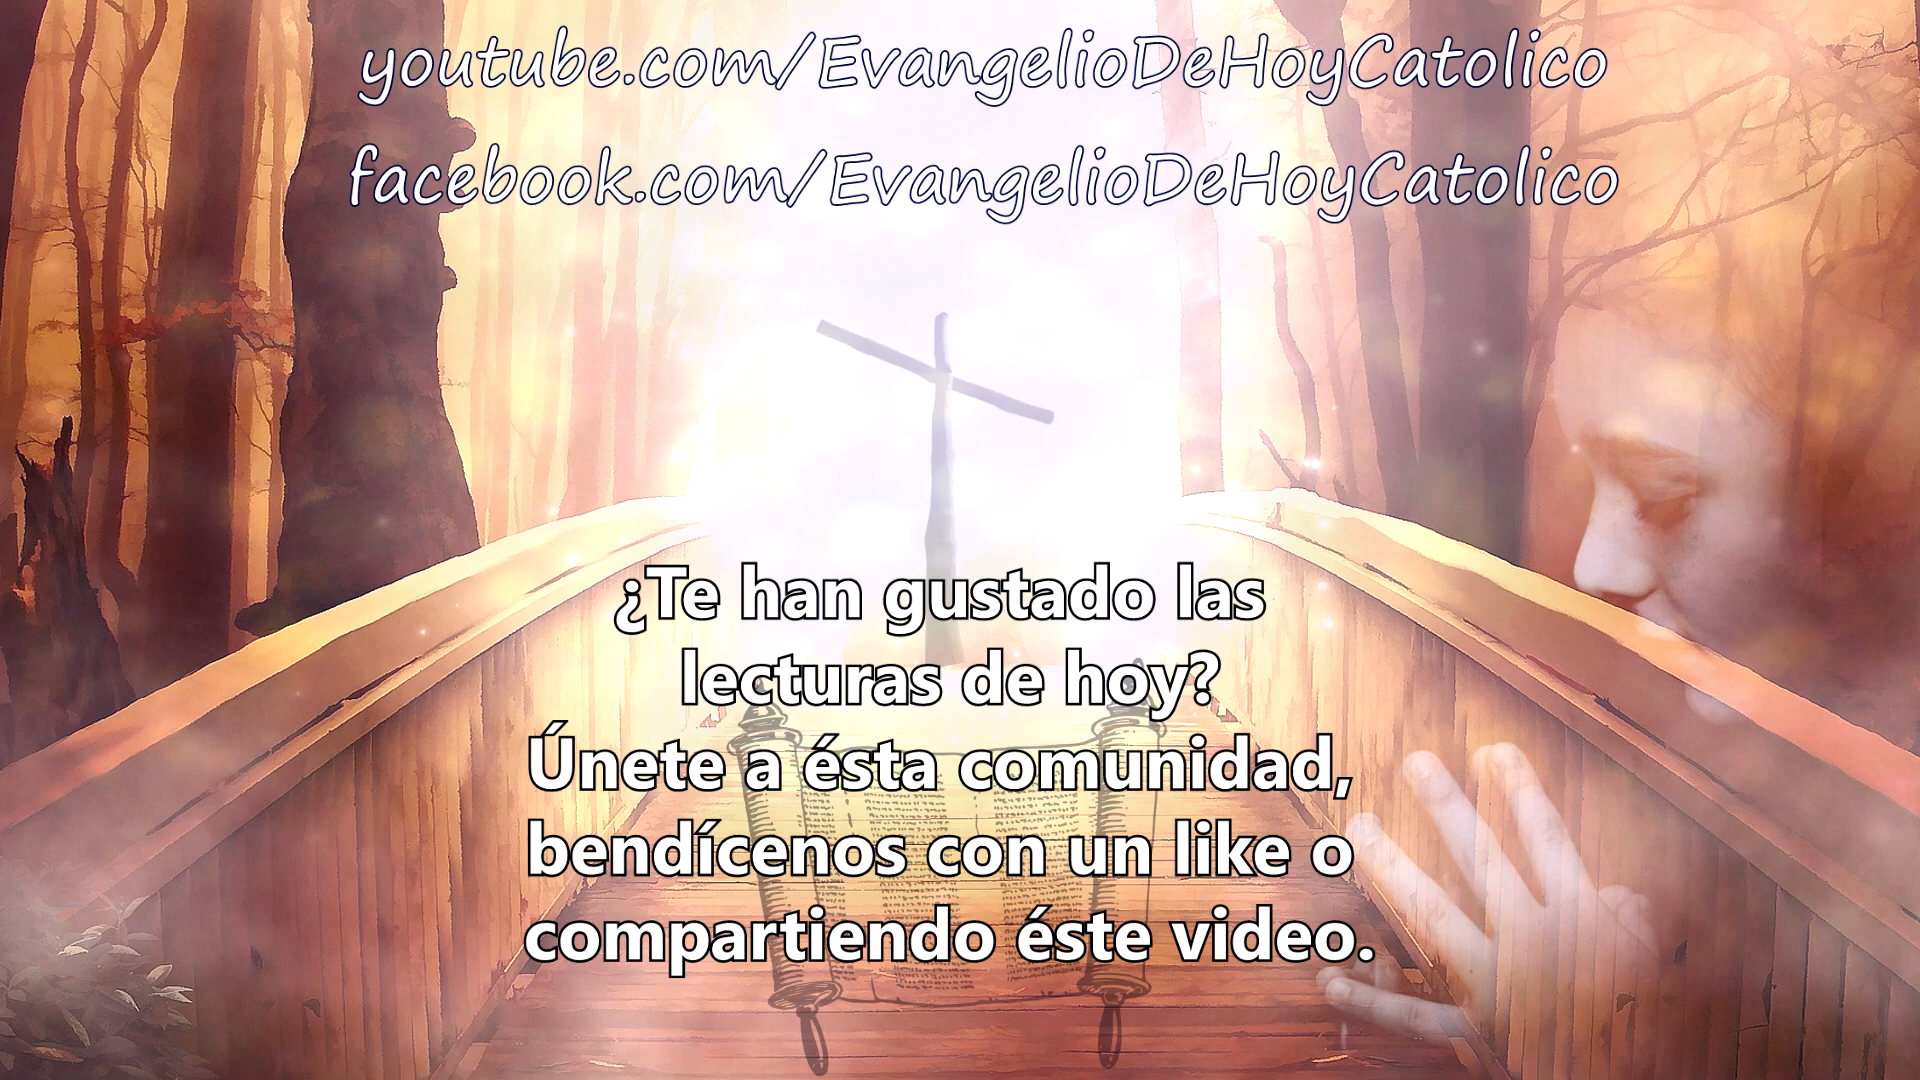 youtube.com/EvangelioDeHoyCatolico
facebook.com/EvangelioDeHoyCatolico
¿Te han gustado las
lecturas de hoy?
Únete a ésta comunidad,
bendícenos con un like o
compartiendo éste video.